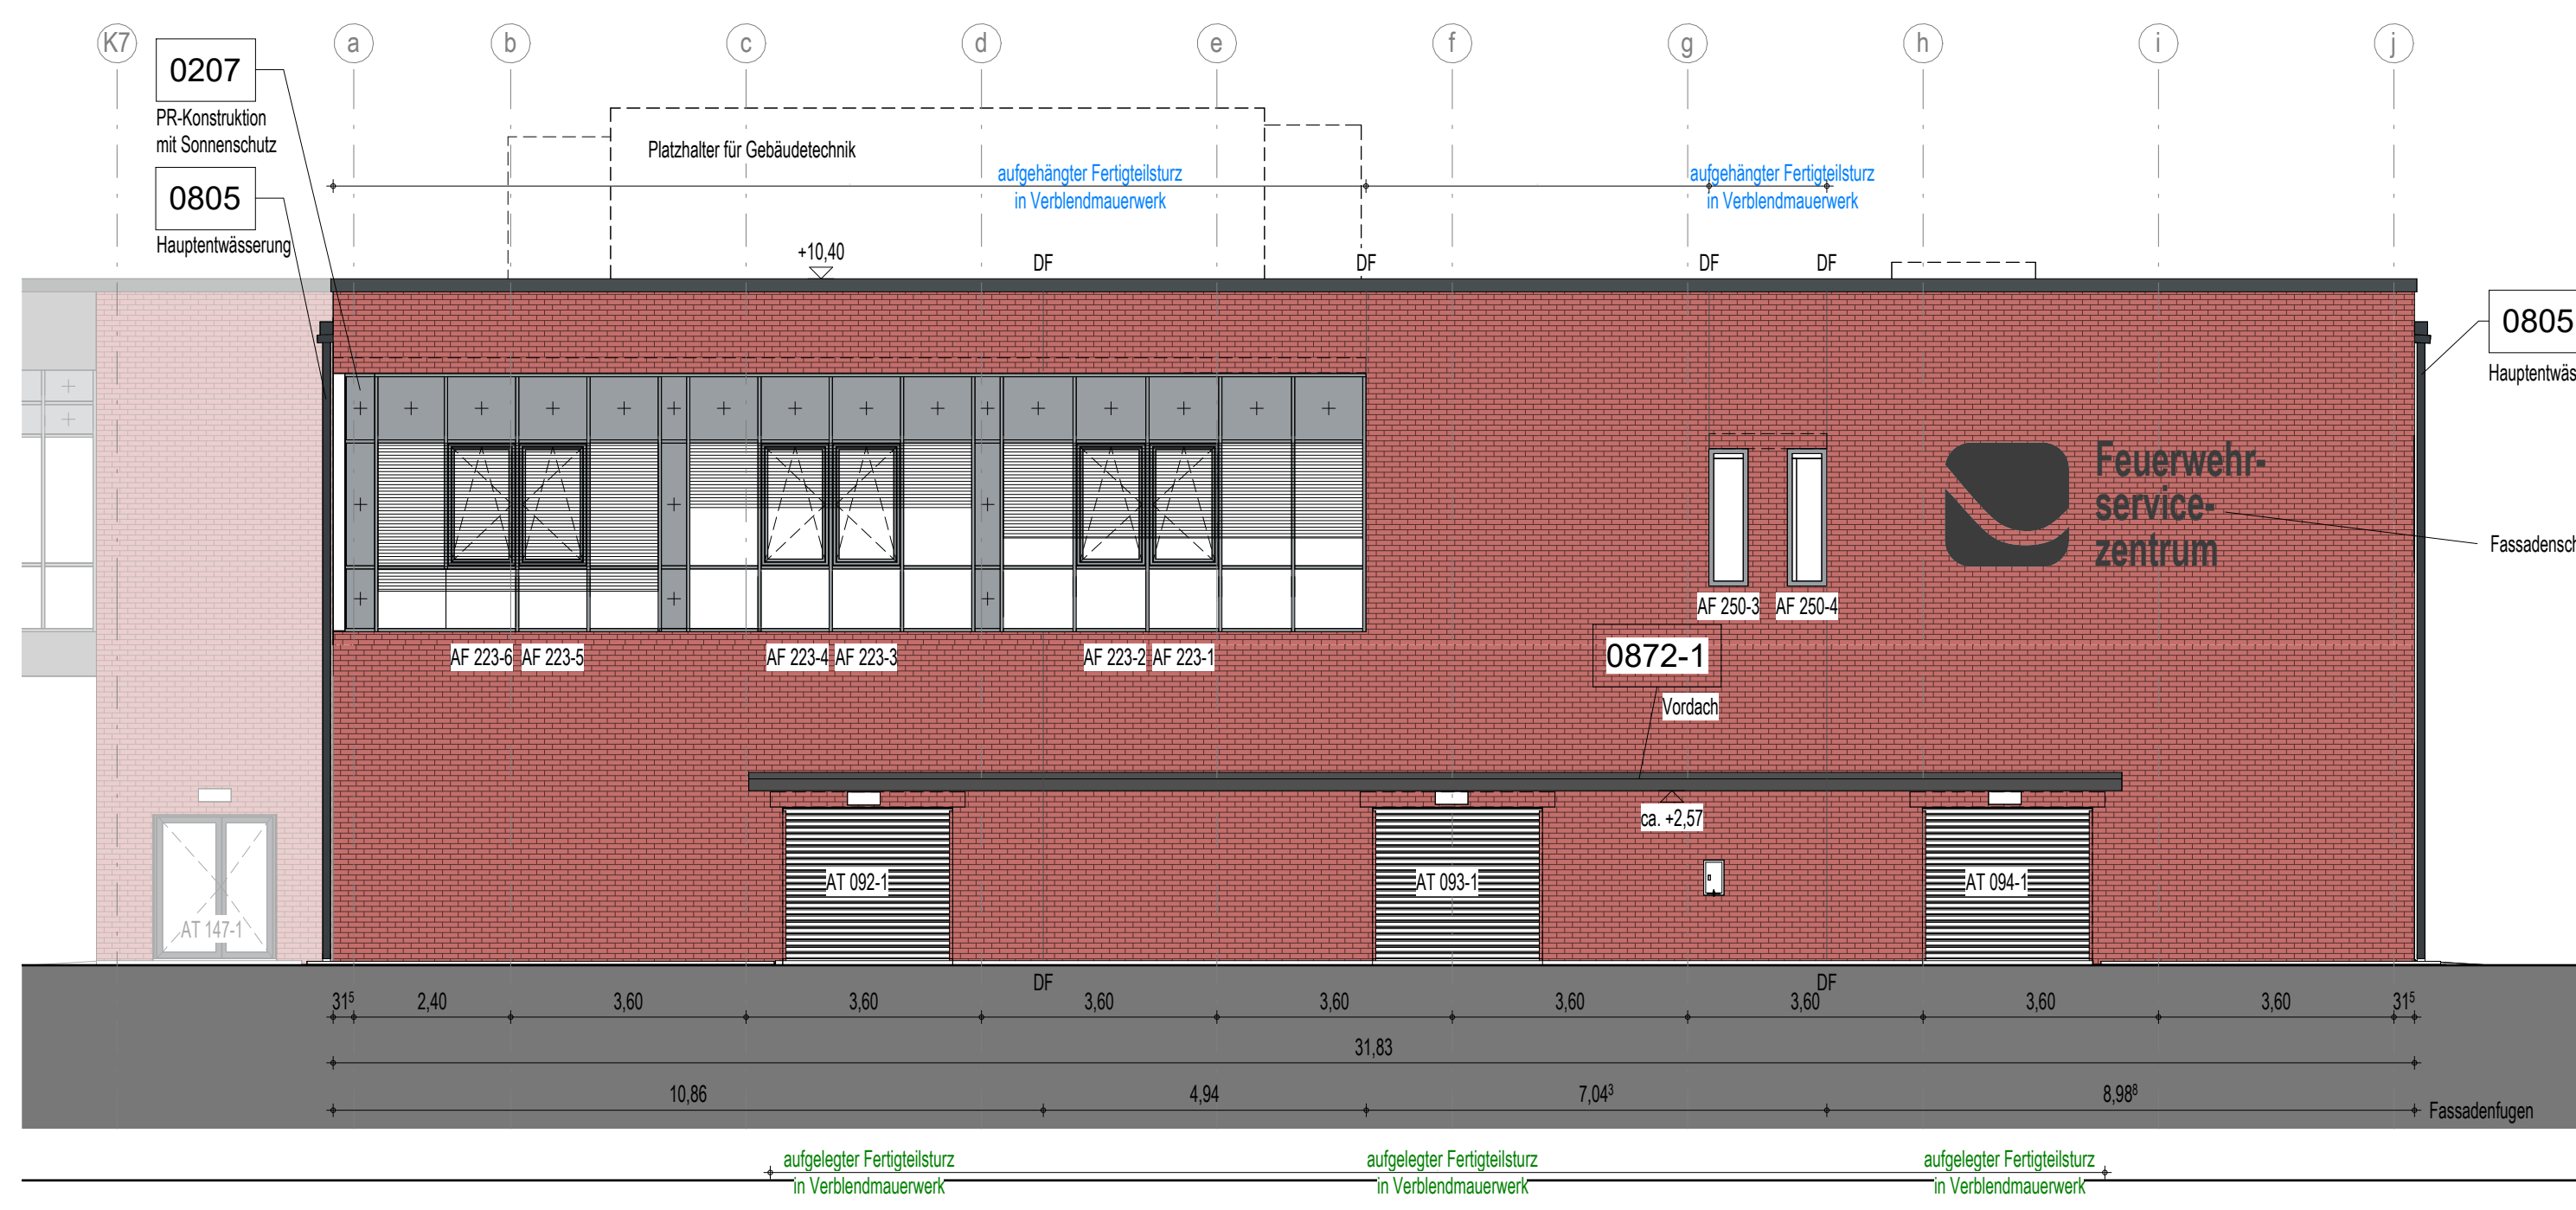 K7
a
b
c
d
e
f
g
h
i
j
0207
PR-Konstruktion
mit Sonnenschutz
0805
Hauptentwässerung
Platzhalter für Gebäudetechnik
aufgehängter Fertigteilsturz
in Verblendmauerwerk
aufgehängter Fertigteilsturz
in Verblendmauerwerk
+10,40
DF
DF
DF
DF
0805
Hauptentwäs
Feuerwehr-
service-
zentrum
Fassadensch
AF 250-3
AF 250-4
AF 223-6
AF 223-5
AF 223-4
AF 223-3
AF 223-2
AF 223-1
0872-1
Vordach
ca. +2,57
AT 092-1
AT 093-1
AT 094-1
AT 147-1
DF
DF
31⁵
2,40
3,60
3,60
3,60
3,60
3,60
3,60
3,60
3,60
31⁵
31,83
10,86
4,94
7,04³
8,98⁸
Fassadenfugen
aufgelegter Fertigteilsturz
in Verblendmauerwerk
aufgelegter Fertigteilsturz
in Verblendmauerwerk
aufgelegter Fertigteilsturz
in Verblendmauerwerk